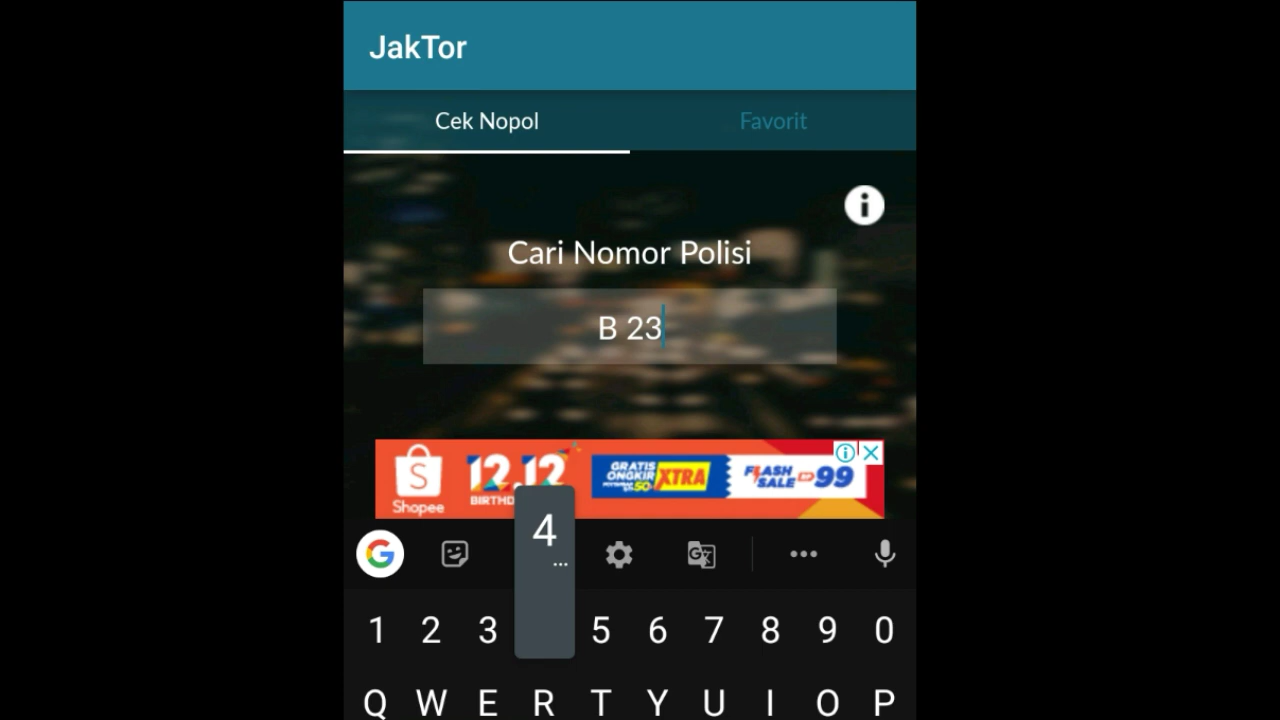 JakTor
Cek Nopol
Favorit
Cari Nomor Polisi
B 23
Shopee
12.12
GRATIS
ONGKIR
XTRA
FLASH
SALE RP 99
4
...
1 2 3 5 6 7 8 9 0
Q W E R T Y U I O P